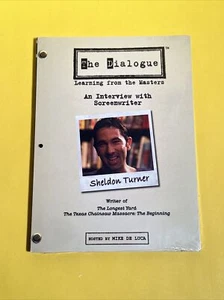 The Dialogue™
Learning from the Masters
An Interview with
Screenwriter
Sheldon Turner
Writer of
The Longest Yard
The Texas Chainsaw Massacre: The Beginning
HOSTED BY MIKE DE LUCA